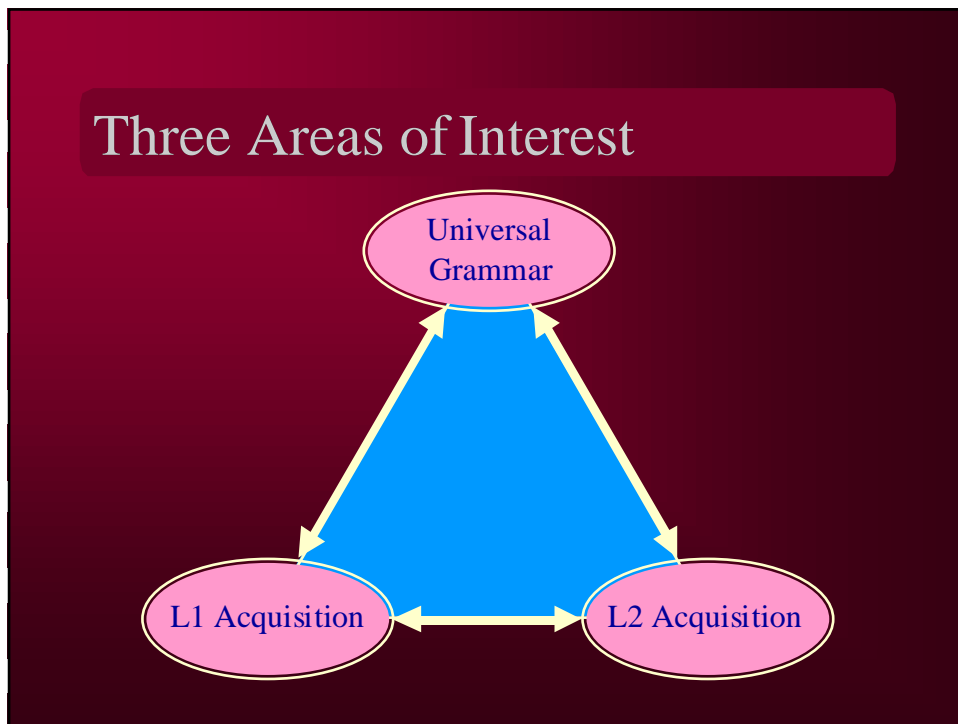 Three Areas of Interest
Universal
Grammar
L1 Acquisition
L2 Acquisition